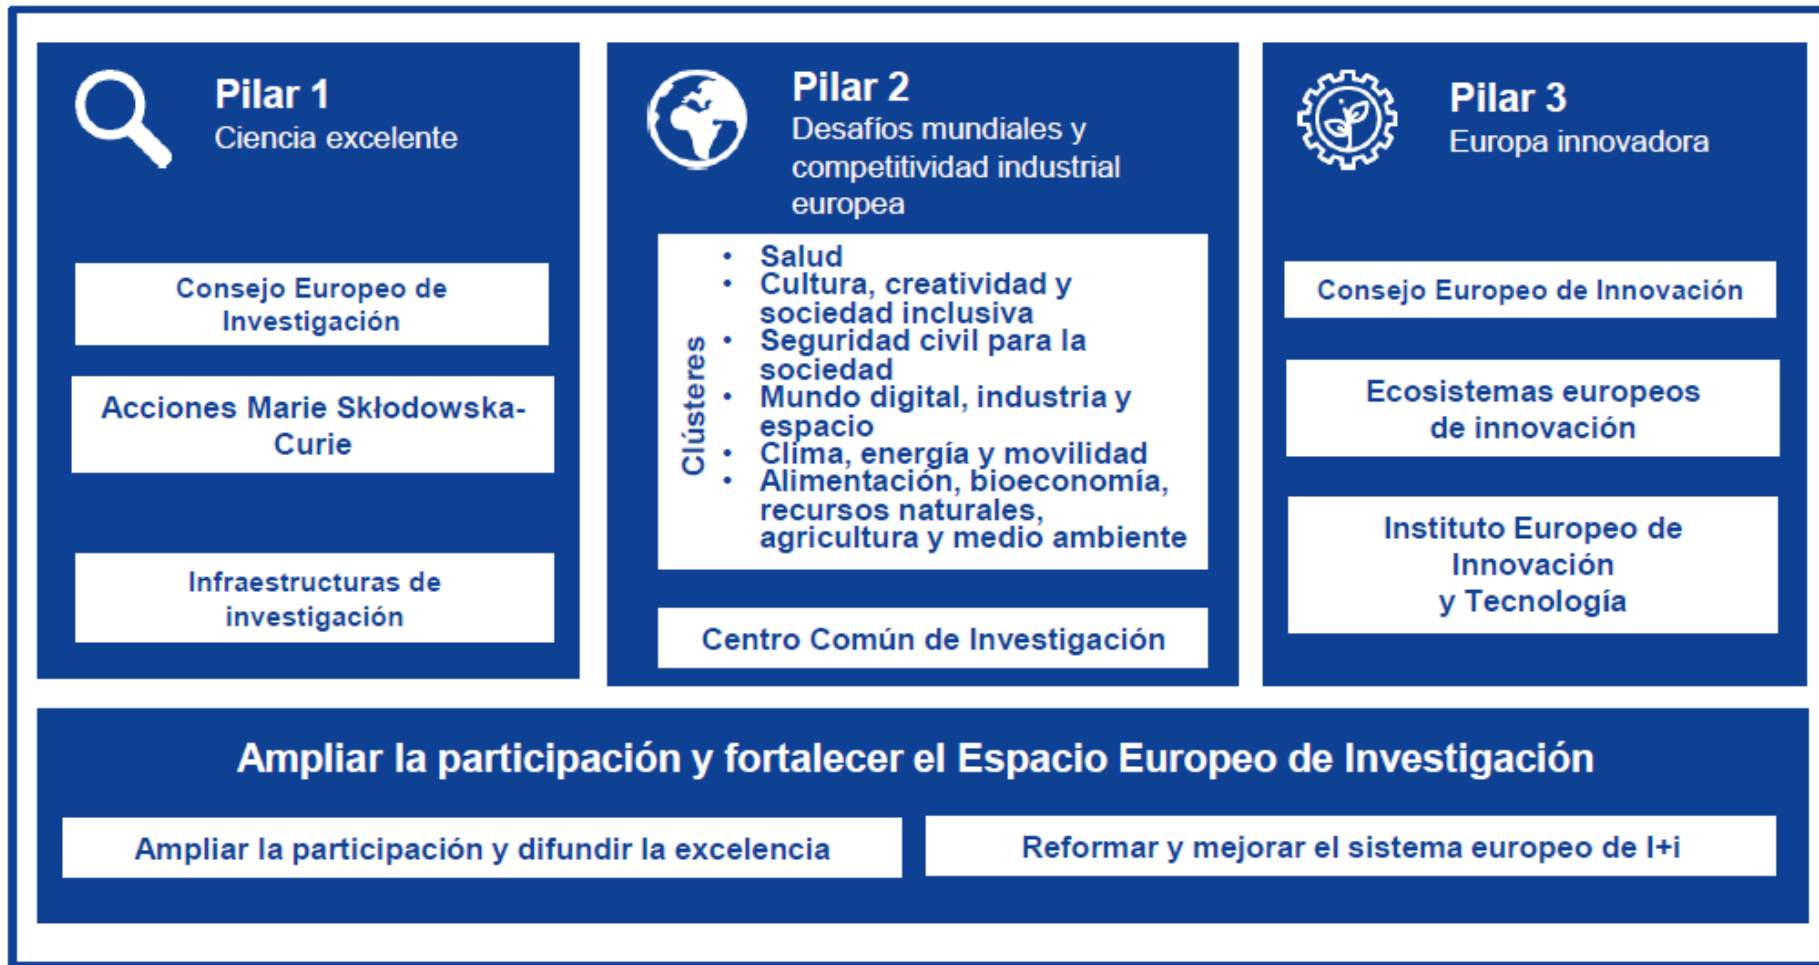 Pilar 1
Ciencia excelente
Consejo Europeo de
Investigación
Acciones Marie Skłodowska-
Curie
Infraestructuras de
investigación
Pilar 2
Desafíos mundiales y
competitividad industrial
europea
Clústeres
• Salud
• Cultura, creatividad y
sociedad inclusiva
• Seguridad civil para la
sociedad
• Mundo digital, industria y
espacio
• Clima, energía y movilidad
• Alimentación, bioeconomía,
recursos naturales,
agricultura y medio ambiente
Centro Común de Investigación
Pilar 3
Europa innovadora
Consejo Europeo de Innovación
Ecosistemas europeos
de innovación
Instituto Europeo de
Innovación
y Tecnología
Ampliar la participación y fortalecer el Espacio Europeo de Investigación
Ampliar la participación y difundir la excelencia
Reformar y mejorar el sistema europeo de I+i